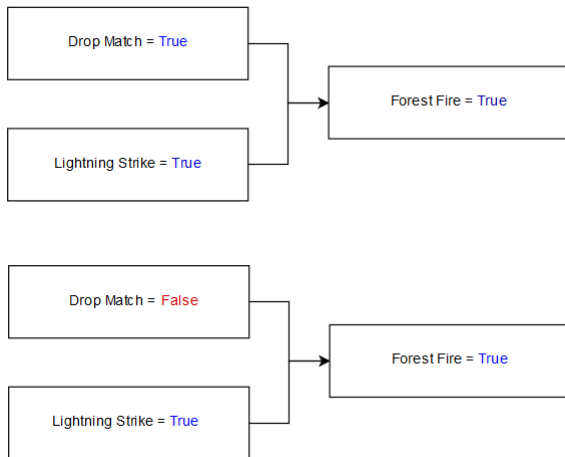 Drop Match = True
Forest Fire = True
Lightning Strike = True
Drop Match = False
Forest Fire = True
Lightning Strike = True